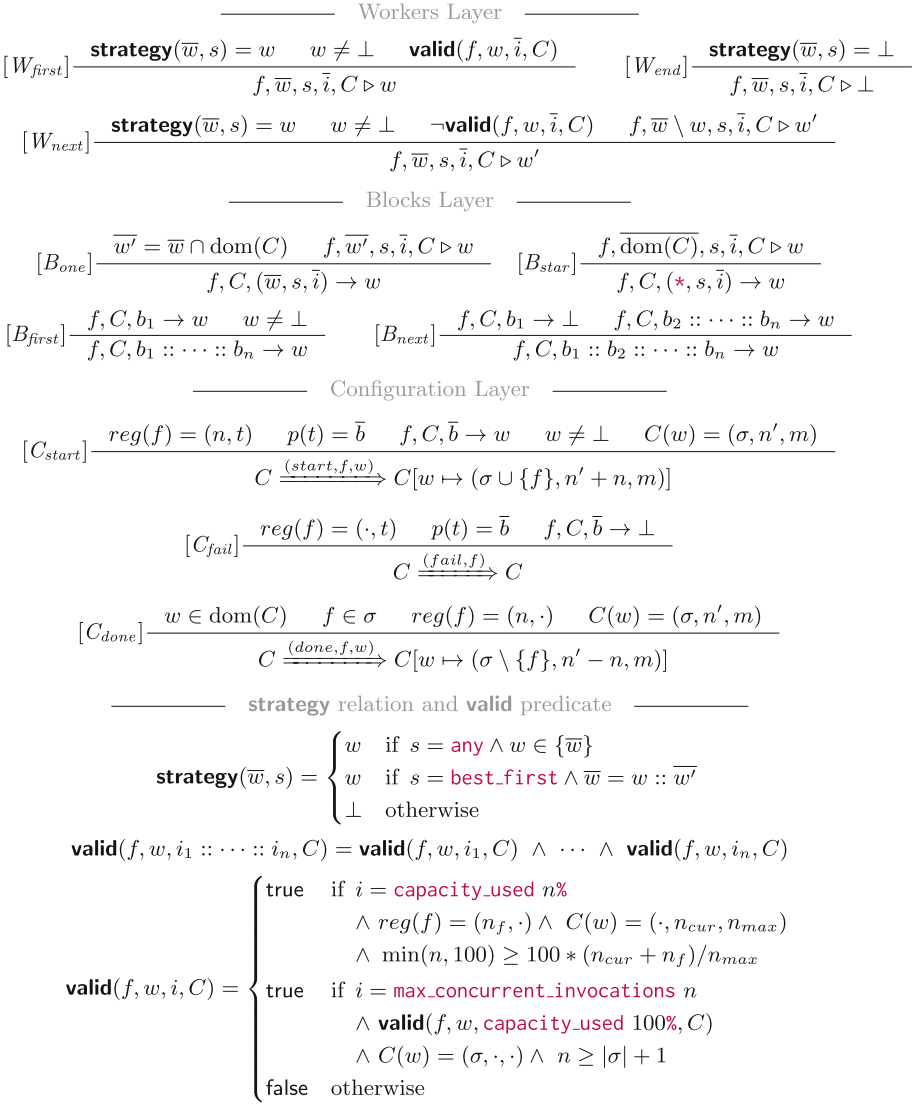 Workers Layer
[W_first] strategy(w̅, s) = w   w ≠ ⊥   valid(f, w, i̅, C)   [W_end] strategy(w̅, s) = ⊥
f, w̅, s, i̅, C ▷ w   f, w̅, s, i̅, C ▷ ⊥
[W_next] strategy(w̅, s) = w   w ≠ ⊥   ¬valid(f, w, i̅, C)   f, w̅ \ w, s, i̅, C ▷ w′
f, w̅, s, i̅, C ▷ w′
Blocks Layer
[B_one] \overline{w′} = w̅ ∩ dom(C)   f, \overline{w′}, s, i̅, C ▷ w   [B_star] f, \overline{dom(C)}, s, i̅, C ▷ w
f, C, (w̅, s, i̅) → w   f, C, (*, s, i̅) → w
[B_first] f, C, b₁ → w   w ≠ ⊥   [B_next] f, C, b₁ → ⊥   f, C, b₂ :: ⋯ :: bₙ → w
f, C, b₁ :: ⋯ :: bₙ → w   f, C, b₁ :: b₂ :: ⋯ :: bₙ → w
Configuration Layer
[C_start] reg(f) = (n, t)   p(t) = b̅   f, C, b̅ → w   w ≠ ⊥   C(w) = (σ, n′, m)
C ⟹^{(start,f,w)} C[w ↦ (σ ∪ {f}, n′ + n, m)]
[C_fail] reg(f) = (·, t)   p(t) = b̅   f, C, b̅ → ⊥
C ⟹^{(fail,f)} C
[C_done] w ∈ dom(C)   f ∈ σ   reg(f) = (n, ·)   C(w) = (σ, n′, m)
C ⟹^{(done,f,w)} C[w ↦ (σ \ {f}, n′ − n, m)]
strategy relation and valid predicate
w if s = any ∧ w ∈ {w̅}
strategy(w̅, s) = { w if s = best_first ∧ w̅ = w :: \overline{w′}
⊥ otherwise
valid(f, w, i₁ :: ⋯ :: iₙ, C) = valid(f, w, i₁, C) ∧ ⋯ ∧ valid(f, w, iₙ, C)
true if i = capacity_used n%
∧ reg(f) = (n_f, ·) ∧ C(w) = (·, n_cur, n_max)
∧ min(n, 100) ≥ 100 ∗ (n_cur + n_f)/n_max
valid(f, w, i, C) = { true if i = max_concurrent_invocations n
∧ valid(f, w, capacity_used 100%, C)
∧ C(w) = (σ, ·, ·) ∧ n ≥ |σ| + 1
false otherwise